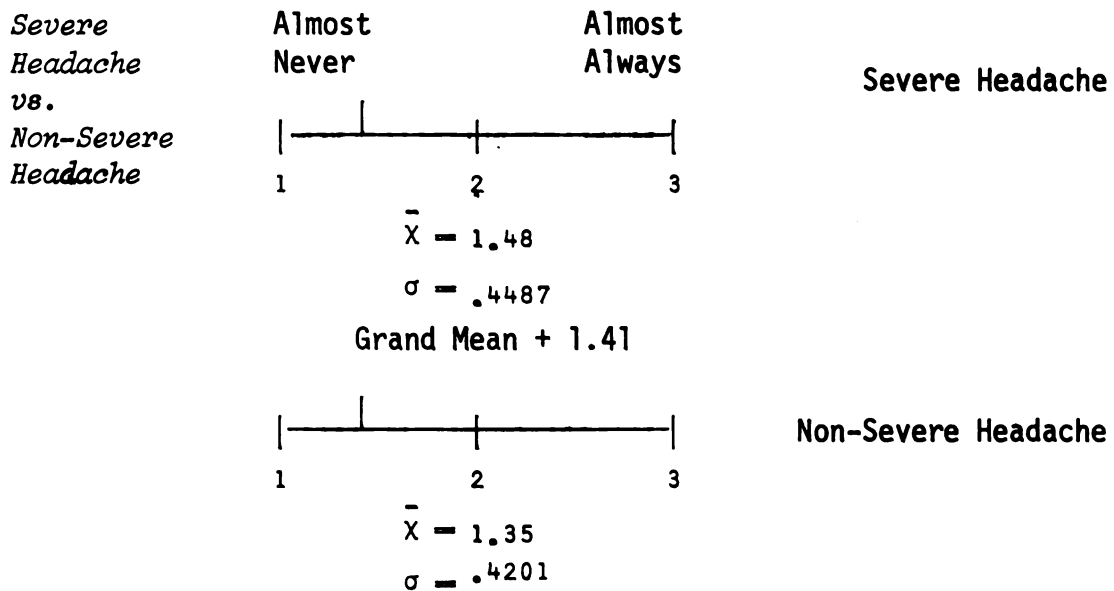 Severe
Headache
vs.
Non-Severe
Headache
Almost Almost
Never Always
Severe Headache
1 2 3
x̄ = 1.48
σ = .4487
Grand Mean + 1.41
Non-Severe Headache
1 2 3
x̄ = 1.35
σ = .4201